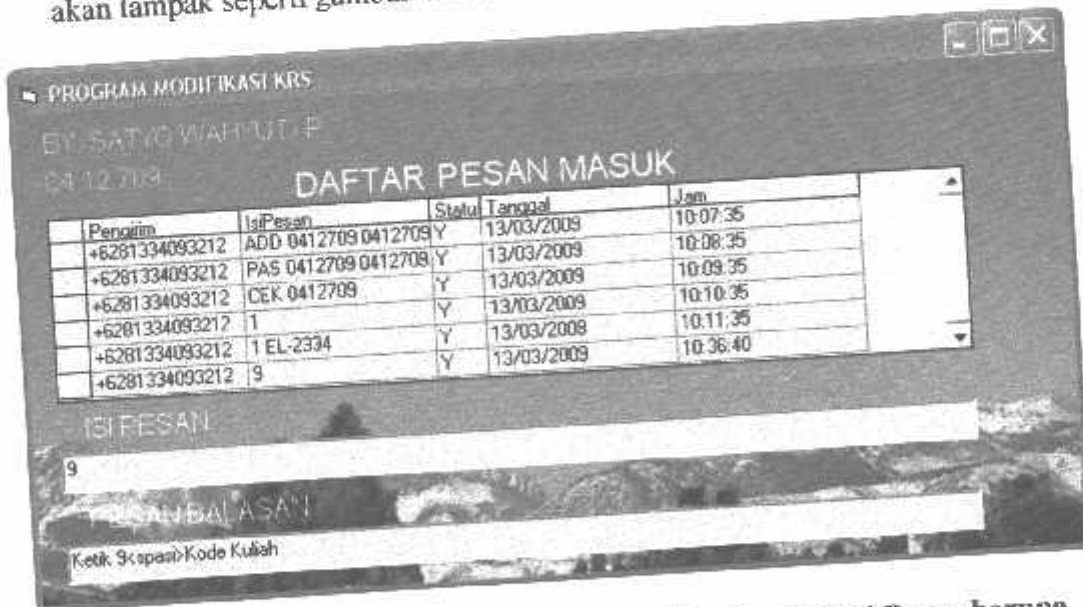 akan tampak seperti gambar
PROGRAM MODIFIKASI KRS
BY. SATYO WAHYU T. P
04.12.709
DAFTAR PESAN MASUK
Pengirim IsiPesan Statu Tanggal Jam
+6281334093212 ADD 0412709 0412709 Y 13/03/2009 10:07:35
+6281334093212 PAS 0412709 0412708 Y 13/03/2009 10:08:35
+6281334093212 CEK 0412709 Y 13/03/2009 10:09:35
+6281334093212 1 Y 13/03/2009 10:10:35
+6281334093212 1 EL-2334 Y 13/03/2009 10:11:35
+6281334093212 9 Y 13/03/2009 10:36:40
ISI PESAN
9
PESAN BALASAN
Ketik 9<spasi>Kode Kuliah
berupa